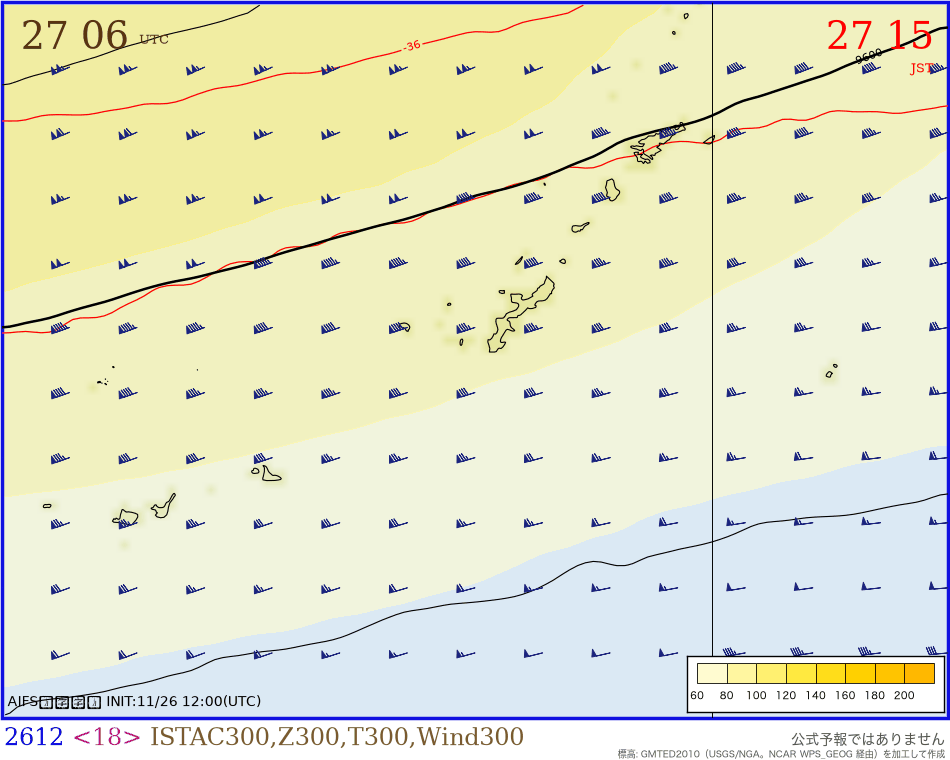 27 06 UTC
27 15
JST
-36
9600
AIFS INIT:11/26 12:00(UTC)
60 80 100 120 140 160 180 200
2612 <18> ISTAC300,Z300,T300,Wind300
公式予報ではありません
標高: GMTED2010（USGS/NGA。NCAR WPS_GEOG 経由）を加工して作成